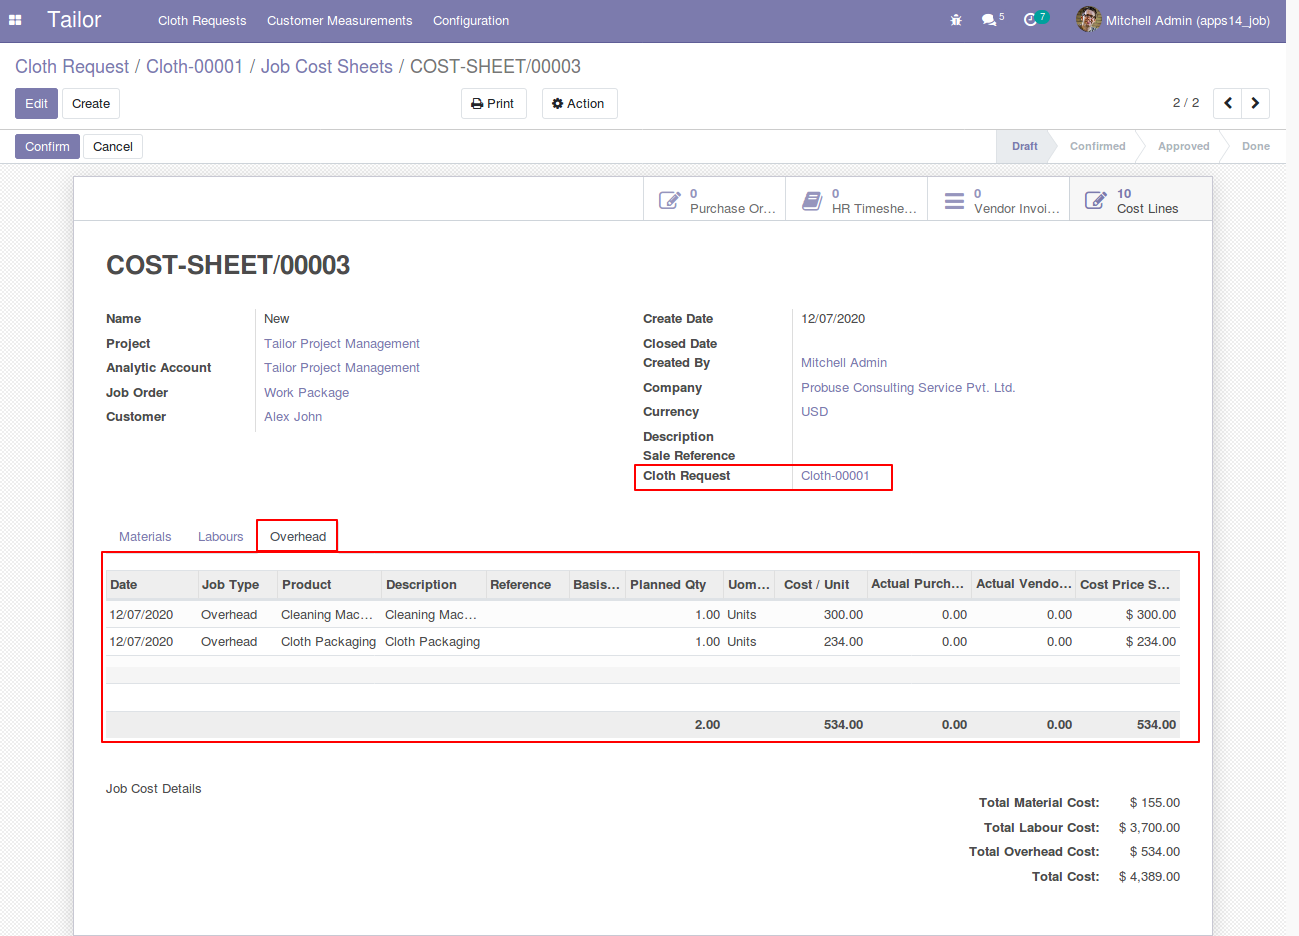 Tailor Cloth Requests Customer Measurements Configuration 5 7 Mitchell Admin (apps14_job)
Cloth Request / Cloth-00001 / Job Cost Sheets / COST-SHEET/00003
Edit Create Print Action 2 / 2
Confirm Cancel Draft Confirmed Approved Done
0 Purchase Or... 0 HR Timeshe... 0 Vendor Invoi... 10 Cost Lines
COST-SHEET/00003
Name New
Project Tailor Project Management
Analytic Account Tailor Project Management
Job Order Work Package
Customer Alex John
Create Date 12/07/2020
Closed Date
Created By Mitchell Admin
Company Probuse Consulting Service Pvt. Ltd.
Currency USD
Description
Sale Reference
Cloth Request Cloth-00001
Materials Labours Overhead
Date Job Type Product Description Reference Basis... Planned Qty Uom... Cost / Unit Actual Purch... Actual Vendo... Cost Price S...
12/07/2020 Overhead Cleaning Mac... Cleaning Mac... 1.00 Units 300.00 0.00 0.00 $ 300.00
12/07/2020 Overhead Cloth Packaging Cloth Packaging 1.00 Units 234.00 0.00 0.00 $ 234.00
2.00 534.00 0.00 0.00 534.00
Job Cost Details
Total Material Cost: $ 155.00
Total Labour Cost: $ 3,700.00
Total Overhead Cost: $ 534.00
Total Cost: $ 4,389.00